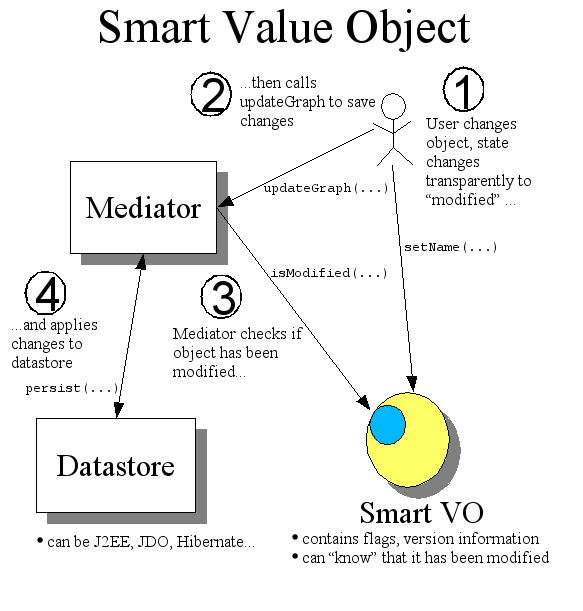 Smart Value Object
1
User changes
object, state
changes
transparently to
“modified” ...
2
...then calls
updateGraph to save
changes
updateGraph(...)
setName(...)
Mediator
isModified(...)
3
Mediator checks if
object has been
modified...
4
...and applies
changes to
datastore
persist(...)
Datastore
• can be J2EE, JDO, Hibernate...
Smart VO
• contains flags, version information
• can “know” that it has been modified